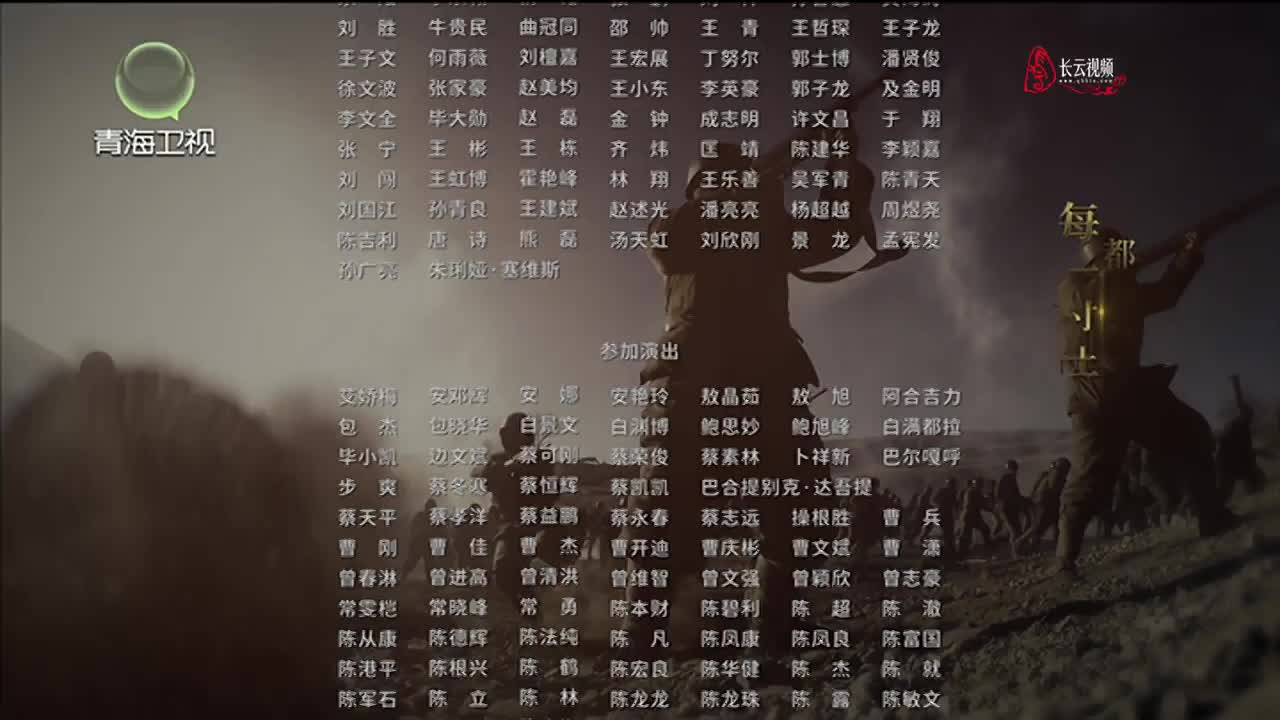 刘 胜 牛贵民 曲冠同 邵 帅 王 青 王哲琛 王子龙
王子文 何雨薇 刘檀嘉 王宏展 丁努尔 郭士博 潘贤俊
徐文波 张家豪 赵美均 王小东 李英豪 郭子龙 及金明
李文全 毕大勋 赵 磊 金 钟 成志明 许文昌 于 翔
张 宁 王 彬 王 栋 齐 炜 匡 靖 陈建华 李颖嘉
刘 闯 王虹博 霍艳峰 林 翔 王乐善 吴军青 陈青天
刘国江 孙青良 王建斌 赵述光 潘亮亮 杨超越 周煜尧
陈吉利 唐 诗 熊 磊 汤天虹 刘欣刚 景 龙 孟宪发
孙广亮 朱琍娅·塞维斯
参加演出
艾娇梅 安邓辉 安 娜 安艳玲 敖晶茹 敖 旭 阿合吉力
包 杰 包晓华 白景文 白渊博 鲍思妙 鲍旭峰 白满都拉
毕小凯 边文斌 蔡可刚 蔡荣俊 蔡素林 卜祥新 巴尔嘎呼
步 爽 蔡冬寒 蔡恒辉 蔡凯凯 巴合提别克·达吾提
蔡天平 蔡孝洋 蔡益鹏 蔡永春 蔡志远 操根胜 曹 兵
曹 刚 曹 佳 曹 杰 曹开迪 曹庆彬 曹文斌 曹 潇
曾春淋 曾进高 曾清洪 曾维智 曾文强 曾颖欣 曾志豪
常雯桤 常晓峰 常 勇 陈本财 陈碧利 陈 超 陈 澈
陈从康 陈德辉 陈法纯 陈 凡 陈凤康 陈凤良 陈富国
陈港平 陈根兴 陈 鹤 陈宏良 陈华健 陈 杰 陈 就
陈军石 陈 立 陈 林 陈龙龙 陈龙珠 陈 露 陈敏文
青海卫视
长云视频
每一寸土
都